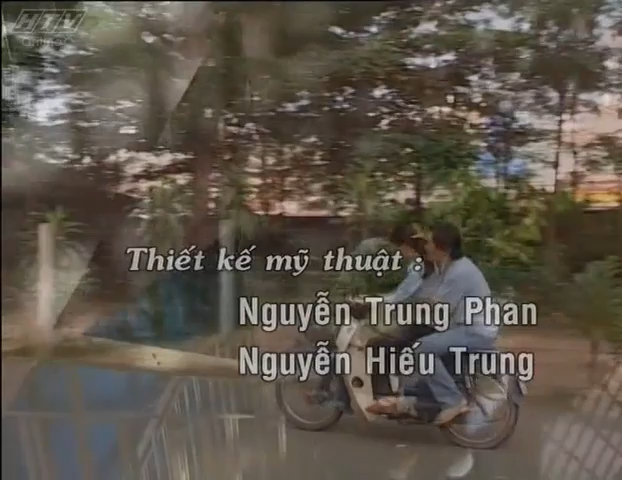 HTV
Thiết kế mỹ thuật :
Nguyễn Trung Phan
Nguyễn Hiếu Trung